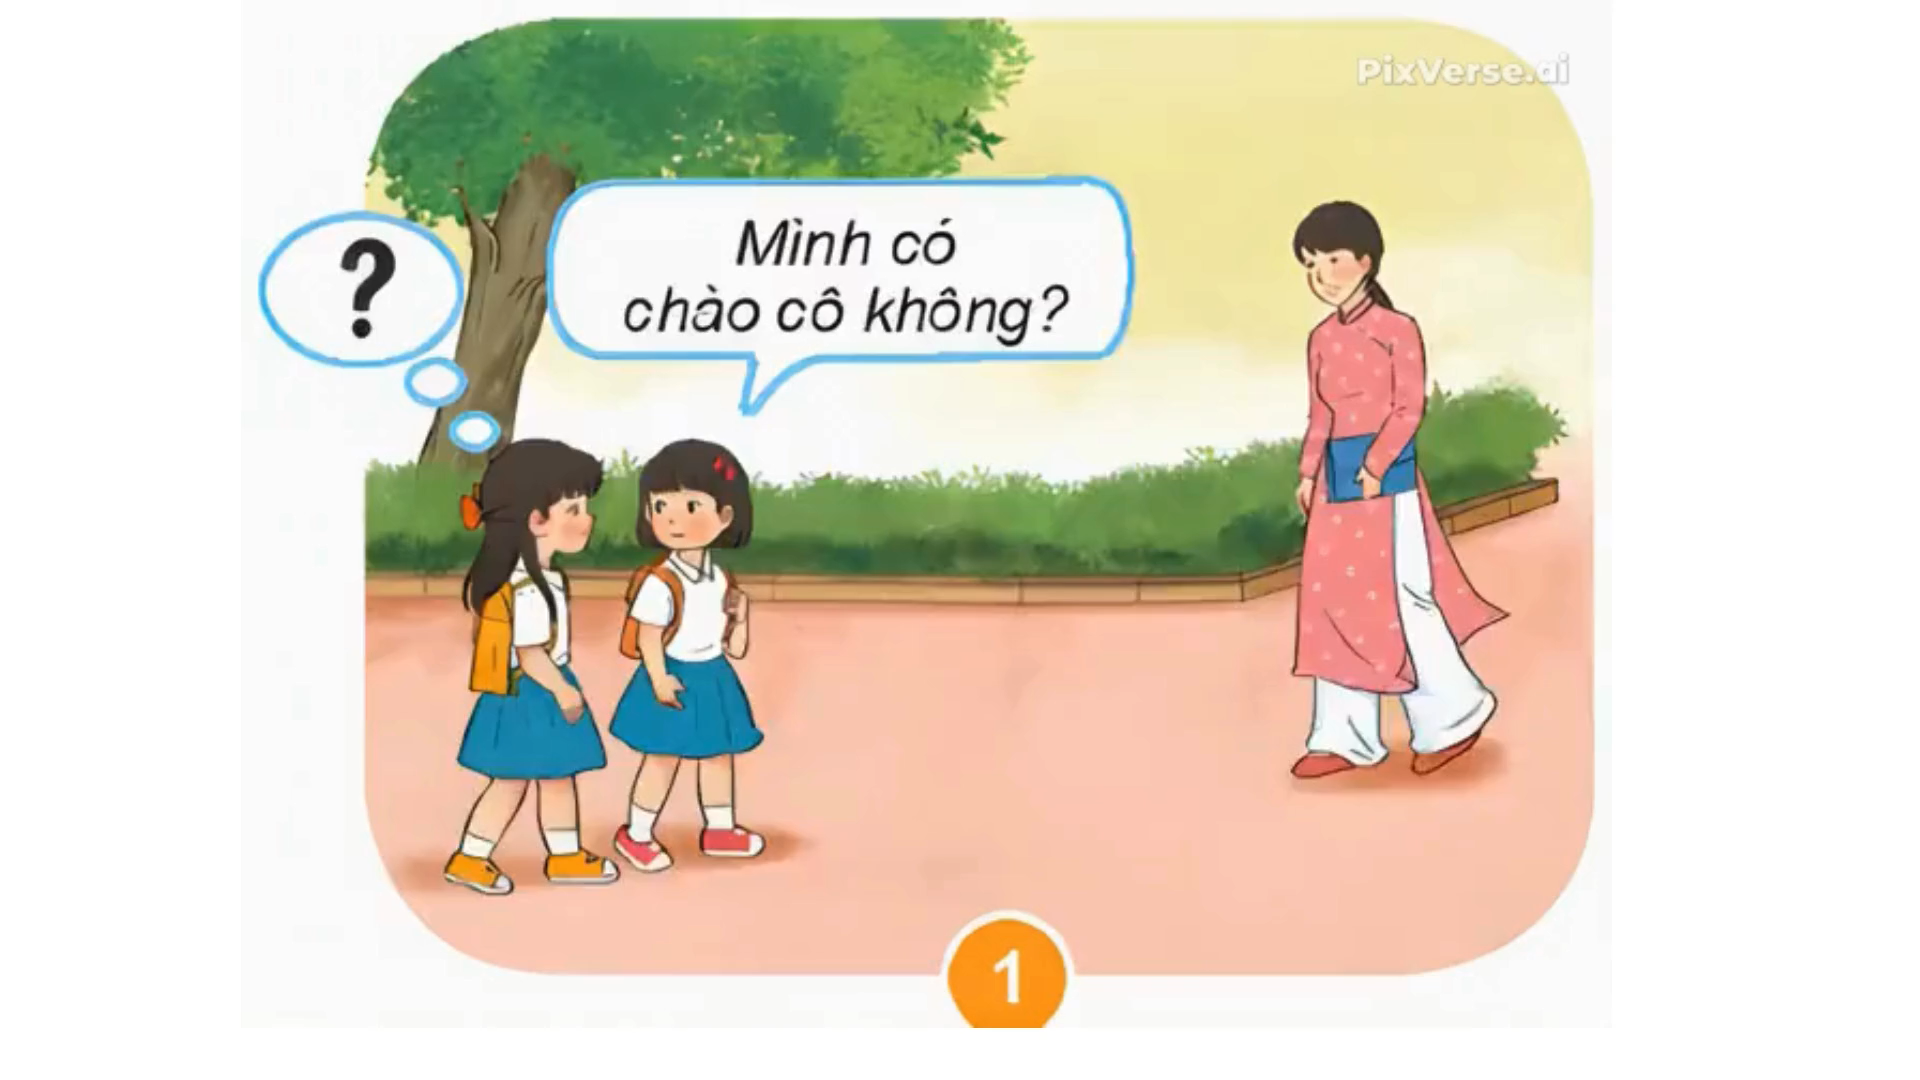 PixVerse.ai
?
Mình có
chào cô không?
1